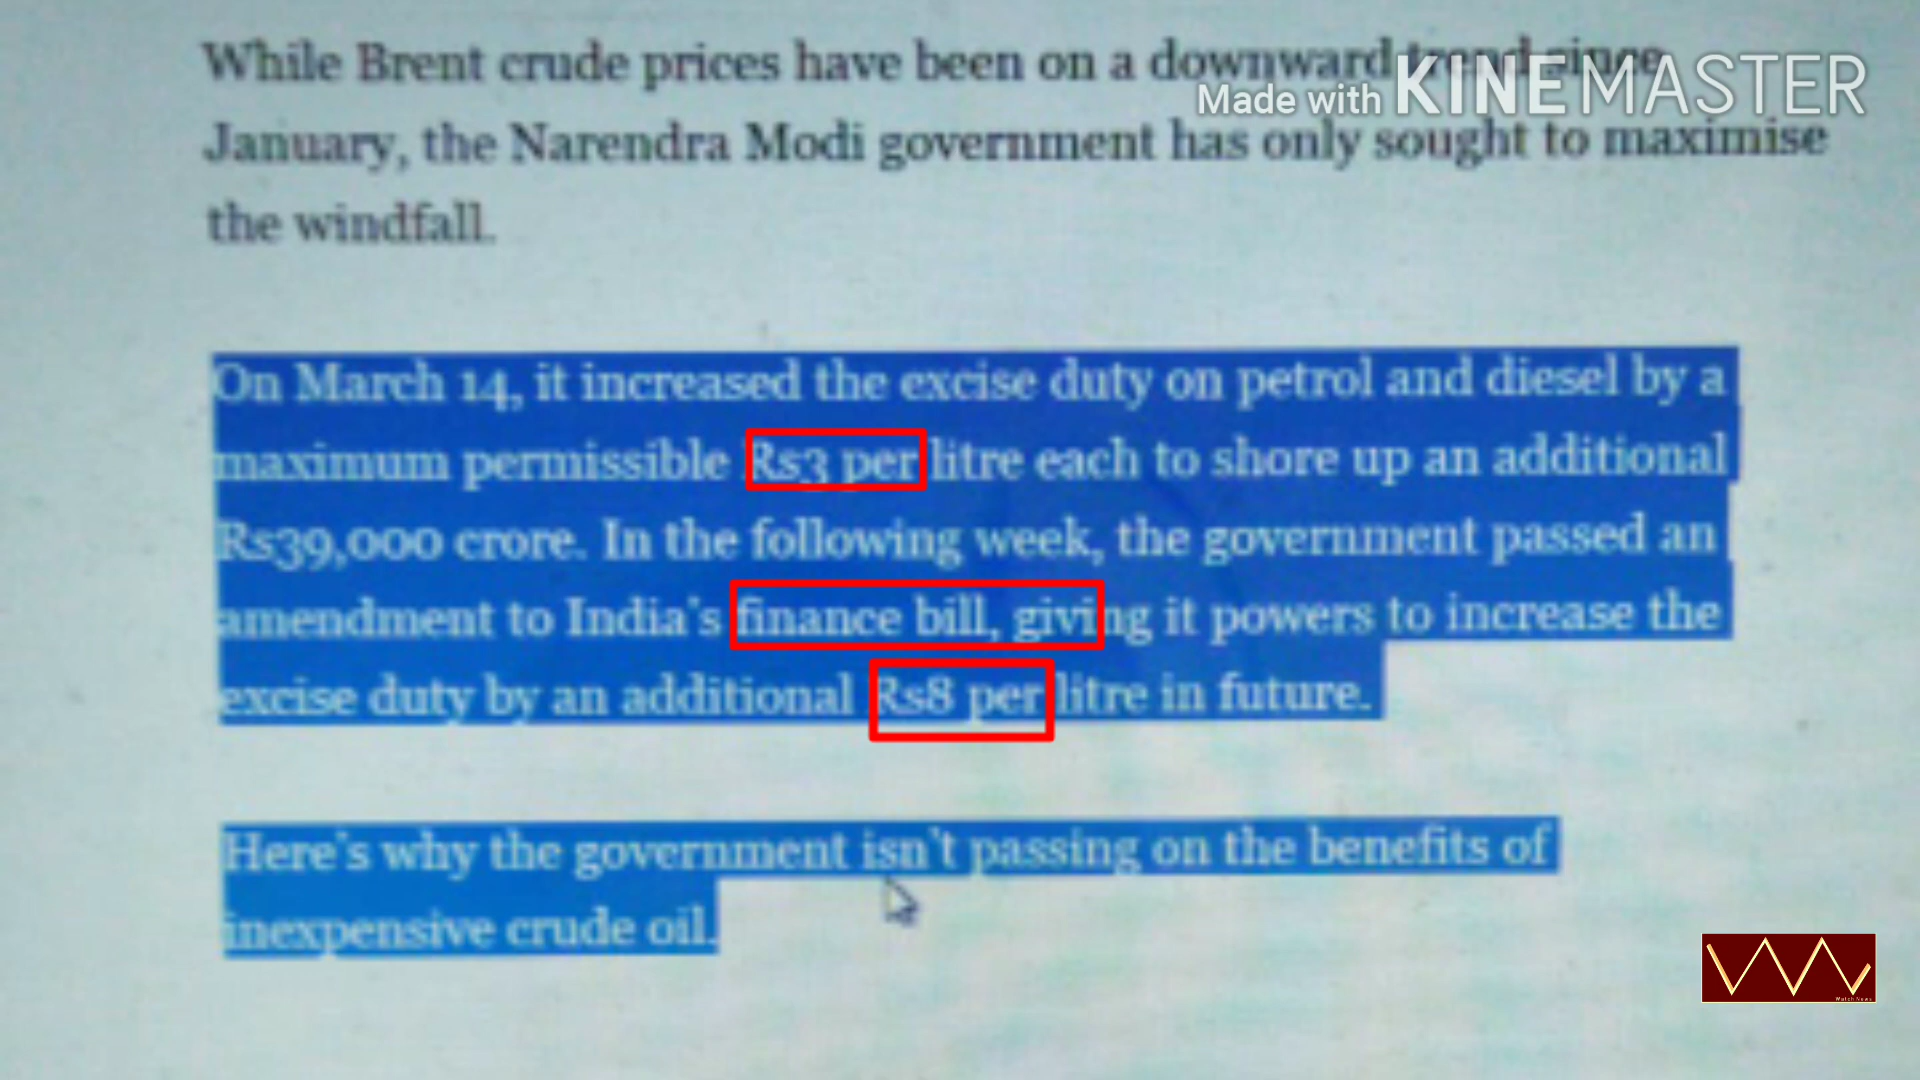 While Brent crude prices have been on a downward trend since
Made with KINEMASTER
January, the Narendra Modi government has only sought to maximise
the windfall.
On March 14, it increased the excise duty on petrol and diesel by a
maximum permissible Rs3 per litre each to shore up an additional
Rs39,000 crore. In the following week, the government passed an
amendment to India's finance bill, giving it powers to increase the
excise duty by an additional Rs8 per litre in future.
Here's why the government isn't passing on the benefits of
inexpensive crude oil.
Watch News